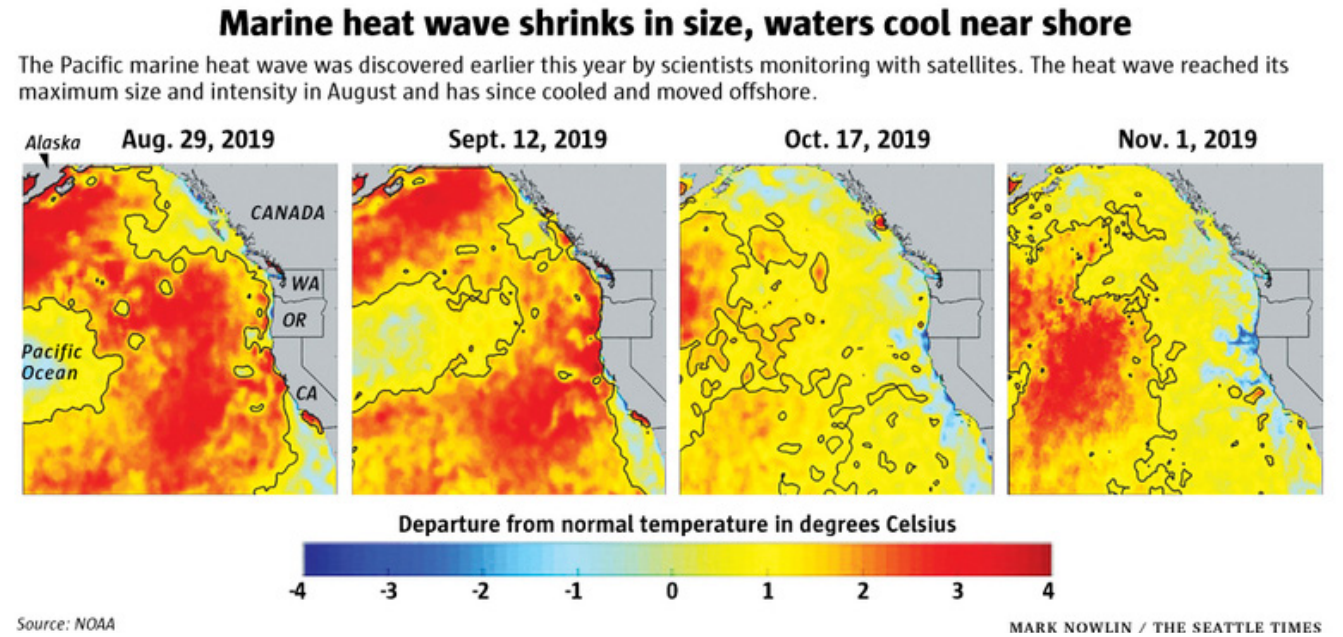 Marine heat wave shrinks in size, waters cool near shore
The Pacific marine heat wave was discovered earlier this year by scientists monitoring with satellites. The heat wave reached its
maximum size and intensity in August and has since cooled and moved offshore.
Alaska
Aug. 29, 2019
Sept. 12, 2019
Oct. 17, 2019
Nov. 1, 2019
CANADA
WA
OR
Pacific
Ocean
CA
Departure from normal temperature in degrees Celsius
-4 -3 -2 -1 0 1 2 3 4
Source: NOAA
MARK NOWLIN / THE SEATTLE TIMES